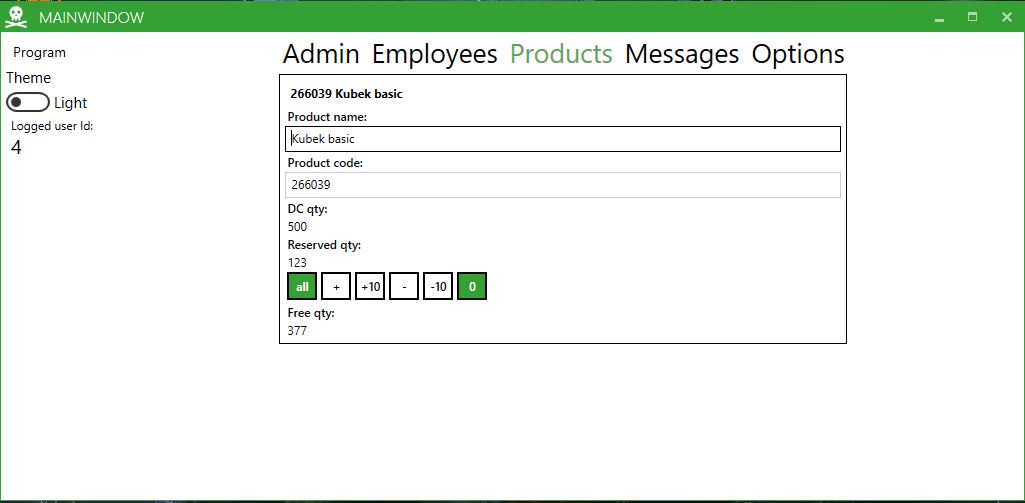 MAINWINDOW
Program
Theme
Light
Logged user Id:
4
Admin Employees Products Messages Options
266039 Kubek basic
Product name:
Kubek basic
Product code:
266039
DC qty:
500
Reserved qty:
123
all + +10 - -10 0
Free qty:
377